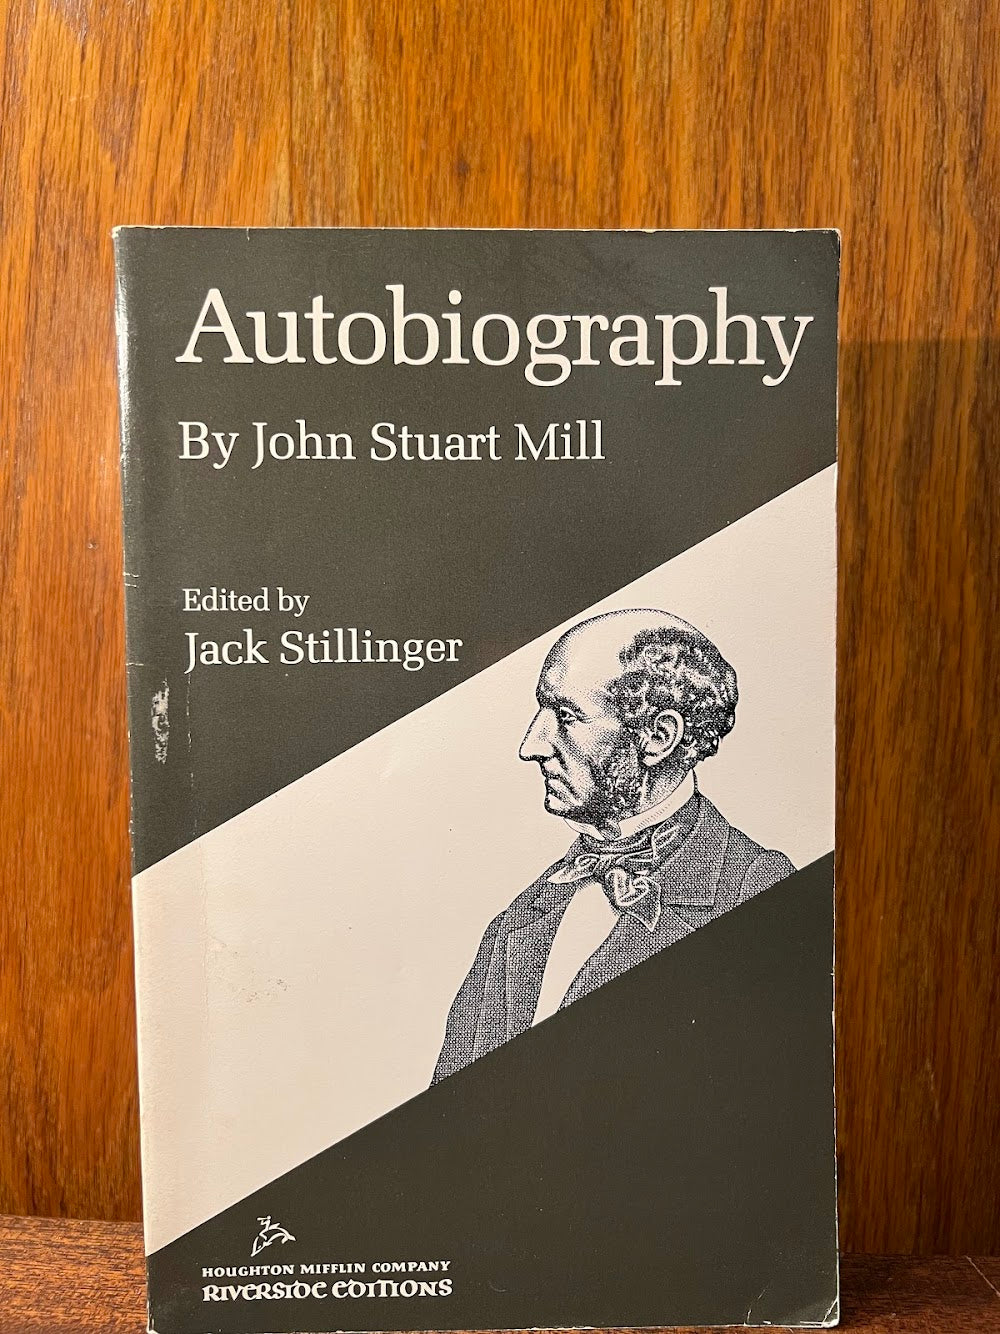 Autobiography
By John Stuart Mill
Edited by
Jack Stillinger
HOUGHTON MIFFLIN COMPANY
RIVERSIDE EDITIONS